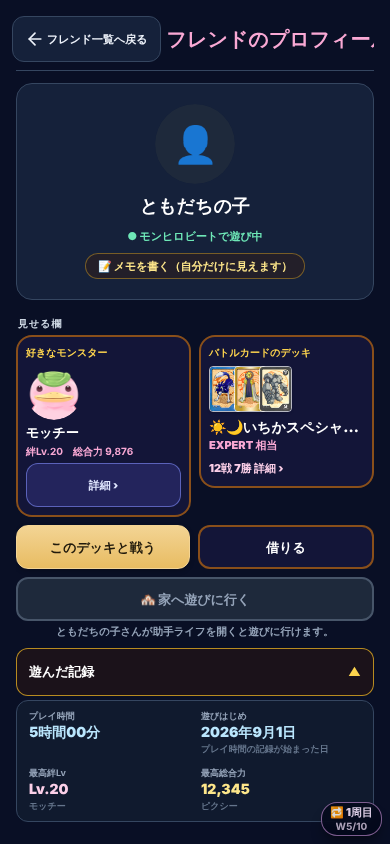 ← フレンド一覧へ戻る
フレンドのプロフィー
ともだちの子
● モンヒロビートで遊び中
📝 メモを書く（自分だけに見えます）
見せる欄
好きなモンスター
モッチー
絆Lv.20 総合力 9,876
詳細 ›
バトルカードのデッキ
☀️🌙いちかスペシャ…
EXPERT 相当
12戦 7勝 詳細 ›
このデッキと戦う
借りる
🏘️ 家へ遊びに行く
ともだちの子さんが助手ライフを開くと遊びに行けます。
遊んだ記録 ▲
プレイ時間
5時間00分
遊びはじめ
2026年9月1日
プレイ時間の記録が始まった日
最高絆Lv
Lv.20
モッチー
最高総合力
12,345
ピクシー
🔁 1周目
W5/10